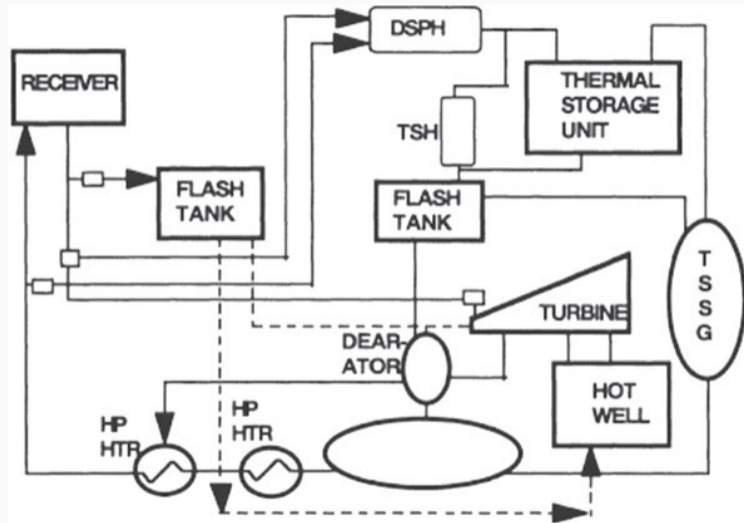 DSPH
RECEIVER
THERMAL
STORAGE
UNIT
TSH
FLASH
TANK
FLASH
TANK
T
S
S
G
TURBINE
DEAR-
ATOR
HOT
WELL
HP
HTR
HP
HTR